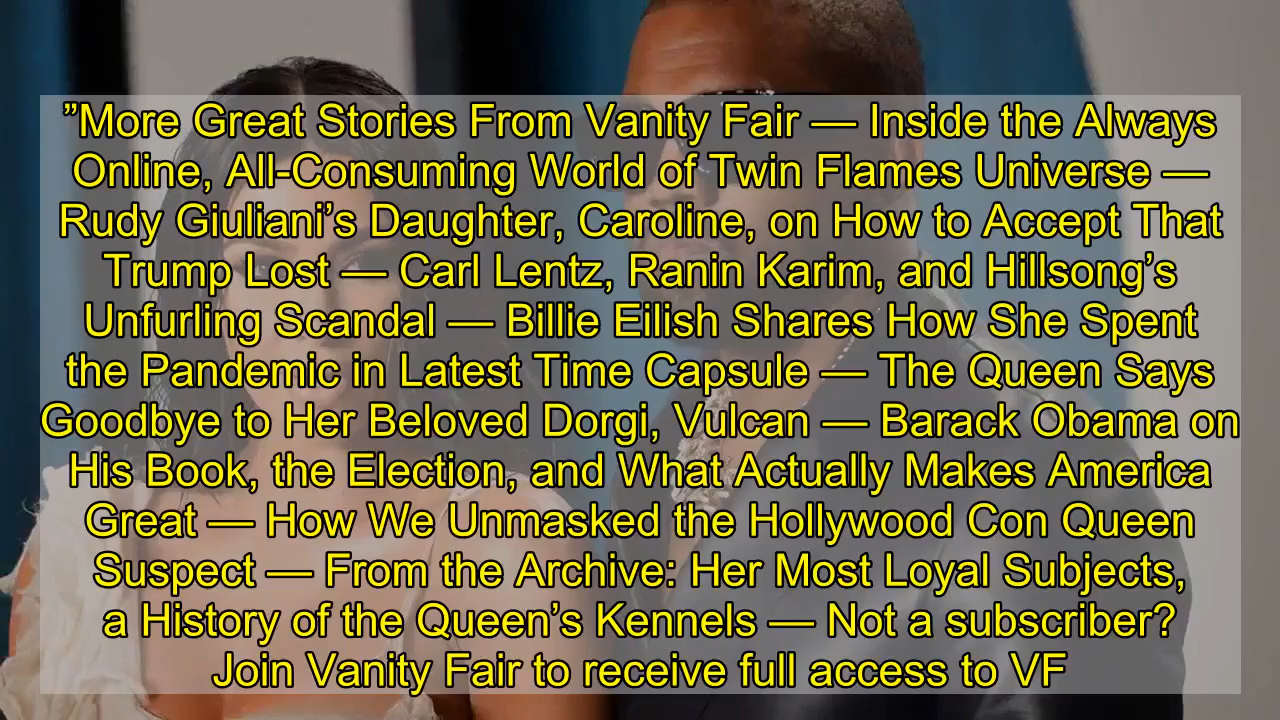 ”More Great Stories From Vanity Fair — Inside the Always
Online, All-Consuming World of Twin Flames Universe —
Rudy Giuliani’s Daughter, Caroline, on How to Accept That
Trump Lost — Carl Lentz, Ranin Karim, and Hillsong’s
Unfurling Scandal — Billie Eilish Shares How She Spent
the Pandemic in Latest Time Capsule — The Queen Says
Goodbye to Her Beloved Dorgi, Vulcan — Barack Obama on
His Book, the Election, and What Actually Makes America
Great — How We Unmasked the Hollywood Con Queen
Suspect — From the Archive: Her Most Loyal Subjects,
a History of the Queen’s Kennels — Not a subscriber?
Join Vanity Fair to receive full access to VF